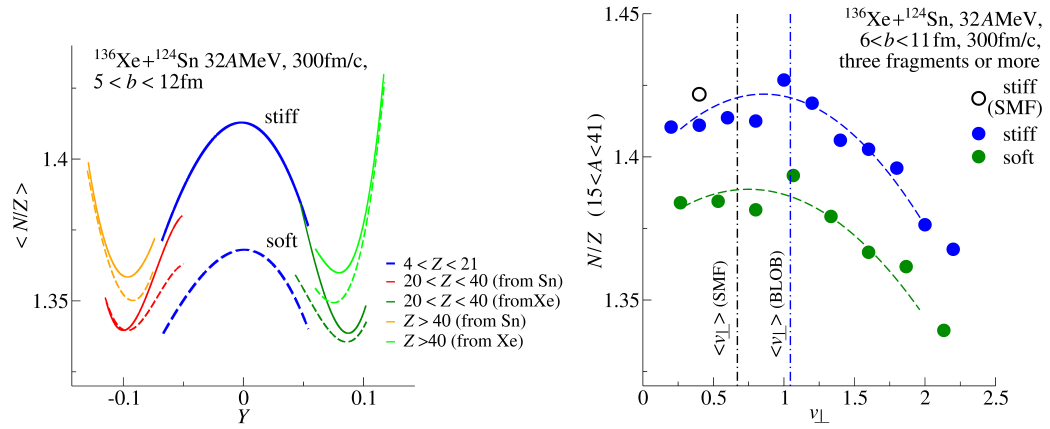 ¹³⁶Xe+¹²⁴Sn 32AMeV, 300fm/c,
5 < b < 12fm
stiff
soft
1.4
1.35
< N/Z >
-0.1
0
0.1
Y
4 < Z < 21
20 < Z < 40 (from Sn)
20 < Z < 40 (fromXe)
Z > 40 (from Sn)
Z >40 (from Xe)
¹³⁶Xe+¹²⁴Sn, 32AMeV,
6<b<11fm, 300fm/c,
three fragments or more
stiff
(SMF)
stiff
soft
1.45
1.4
1.35
N/Z (15<A<41)
<v⊥> (SMF)
<v⊥> (BLOB)
0
0.5
1
1.5
2
2.5
v⊥